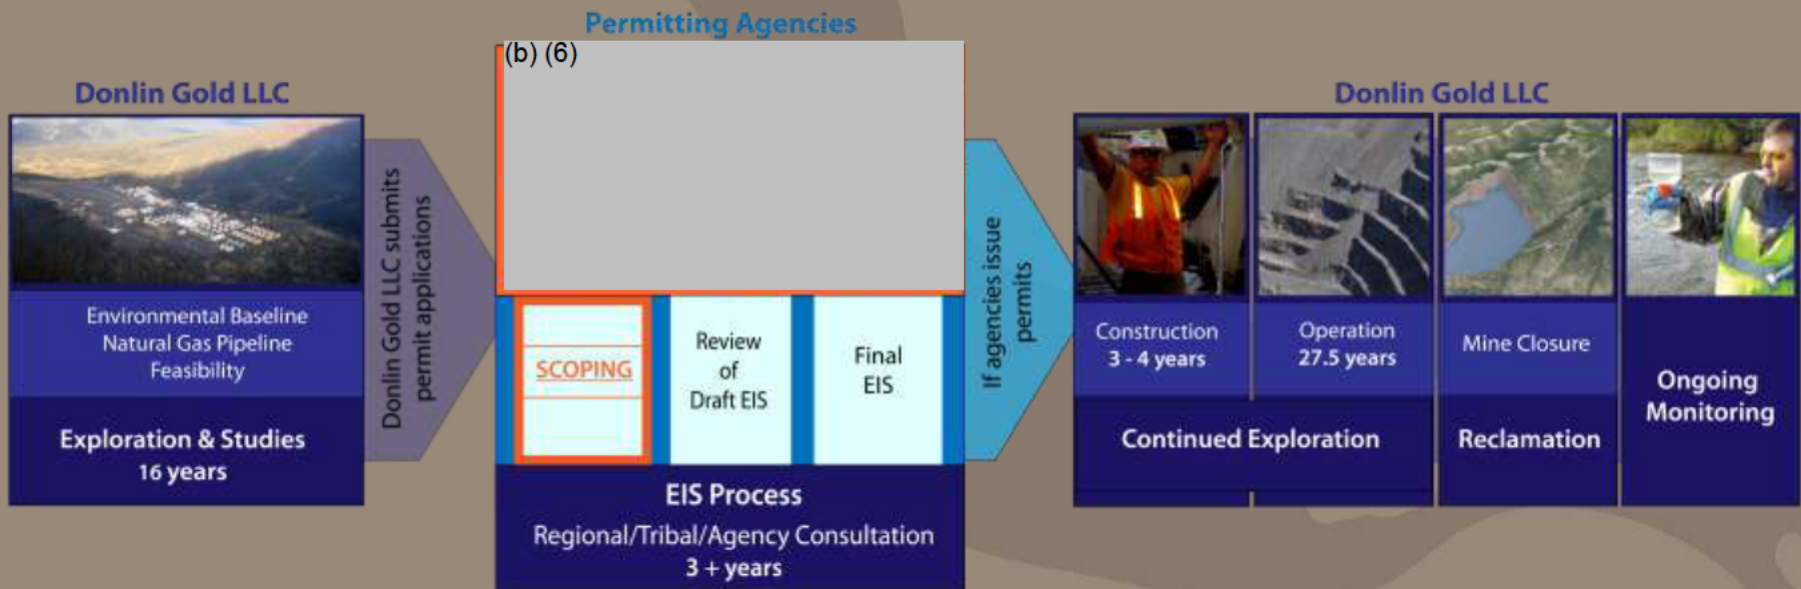 Permitting Agencies
(b) (6)
Donlin Gold LLC
Environmental Baseline
Natural Gas Pipeline
Feasibility
Exploration & Studies
16 years
Donlin Gold LLC submits
permit applications
SCOPING
Review
of
Draft EIS
Final
EIS
EIS Process
Regional/Tribal/Agency Consultation
3 + years
If agencies issue
permits
Donlin Gold LLC
Construction
3 - 4 years
Operation
27.5 years
Mine Closure
Continued Exploration
Reclamation
Ongoing
Monitoring